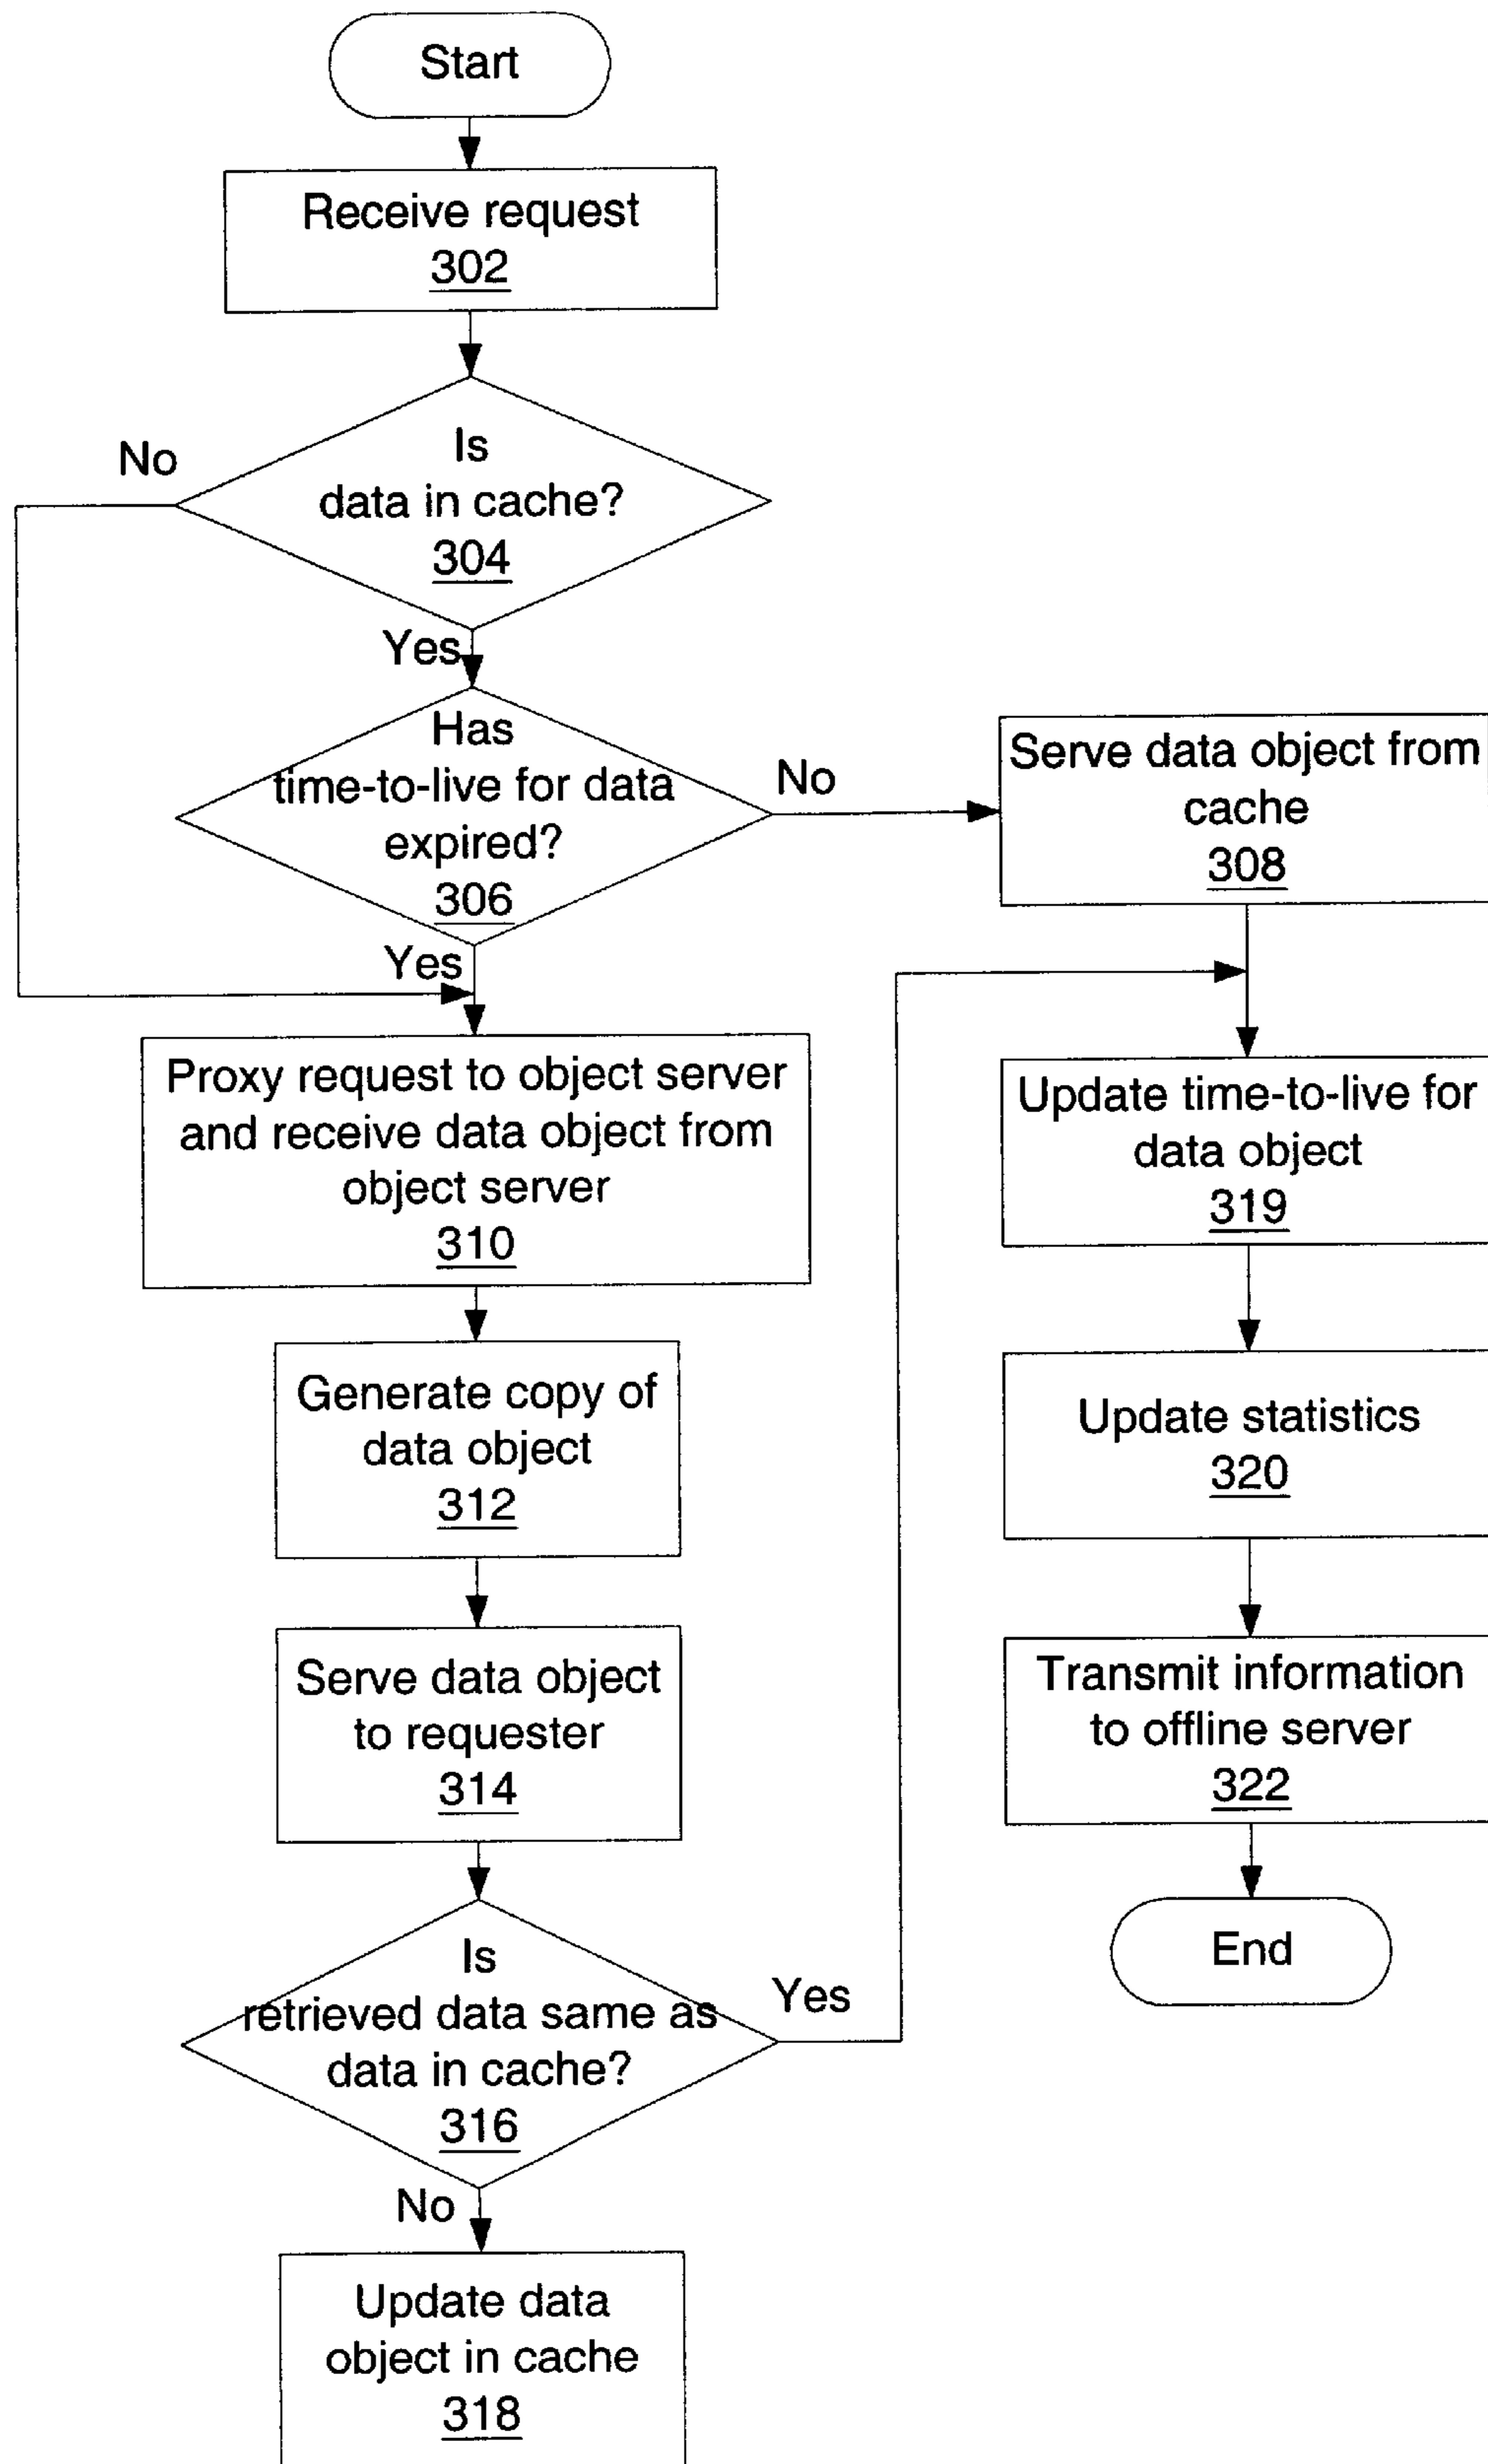 Start
Receive request
302
Is
data in cache?
304
No
Yes
Has
time-to-live for data
expired?
306
No
Yes
Serve data object from
cache
308
Proxy request to object server
and receive data object from
object server
310
Generate copy of
data object
312
Serve data object
to requester
314
Is
retrieved data same as
data in cache?
316
Yes
No
Update data
object in cache
318
Update time-to-live for
data object
319
Update statistics
320
Transmit information
to offline server
322
End